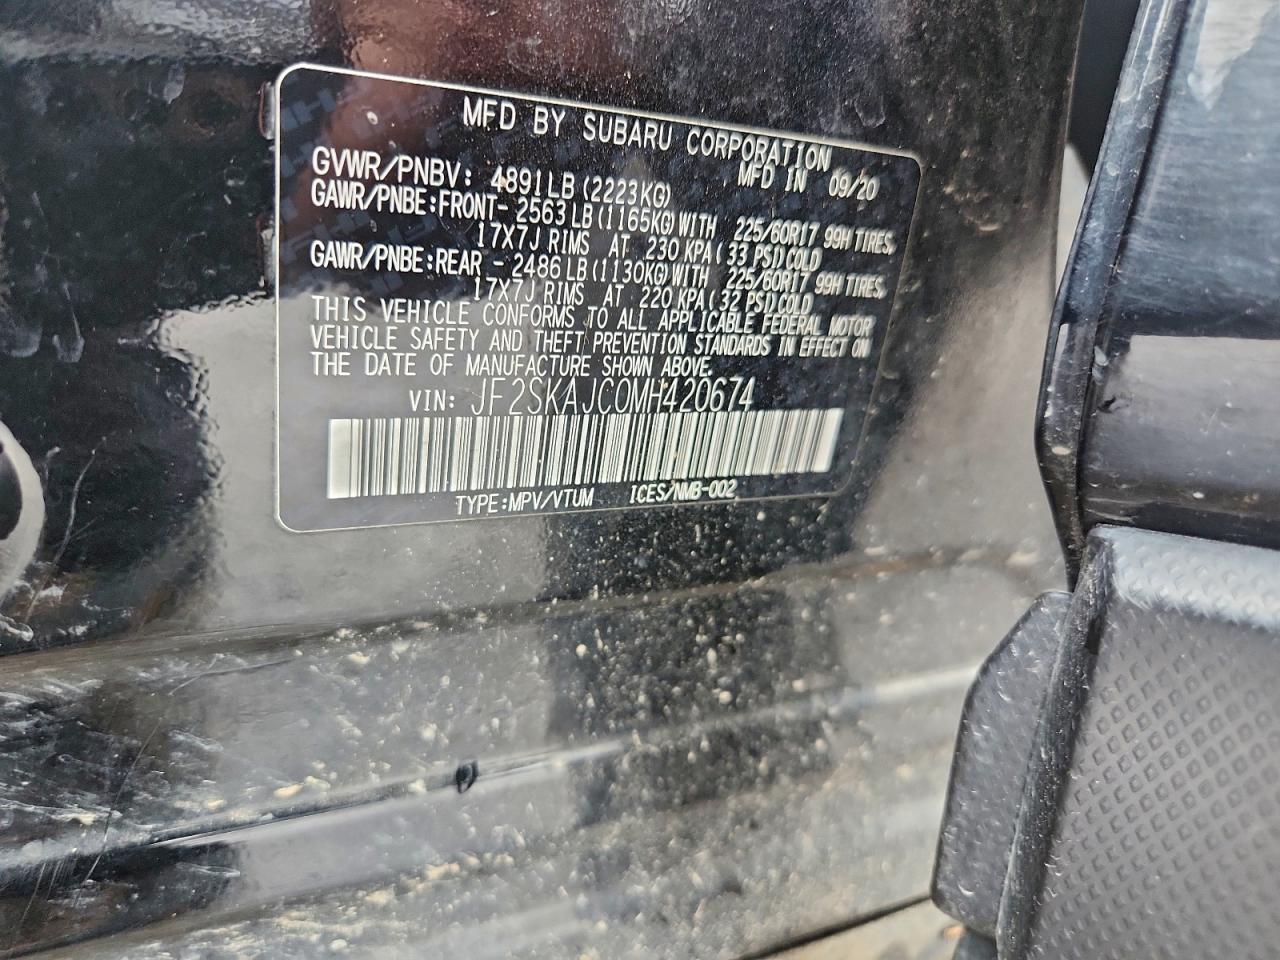 MFD BY SUBARU CORPORATION
MFD IN 09/20
GVWR/PNBV: 4891LB(2223KG)
GAWR/PNBE:FRONT- 2563LB(1165KG)WITH 225/60R17 99H TIRES,
17X7J RIMS AT 230 KPA(33 PSI)COLD
GAWR/PNBE:REAR - 2486LB(1130KG)WITH 225/60R17 99H TIRES,
17X7J RIMS AT 220 KPA(32 PSI)COLD
THIS VEHICLE CONFORMS TO ALL APPLICABLE FEDERAL MOTOR
VEHICLE SAFETY AND THEFT PREVENTION STANDARDS IN EFFECT ON
THE DATE OF MANUFACTURE SHOWN ABOVE.
VIN: JF2SKAJC0MH420674
TYPE:MPV/VTUM ICES/NMB-002